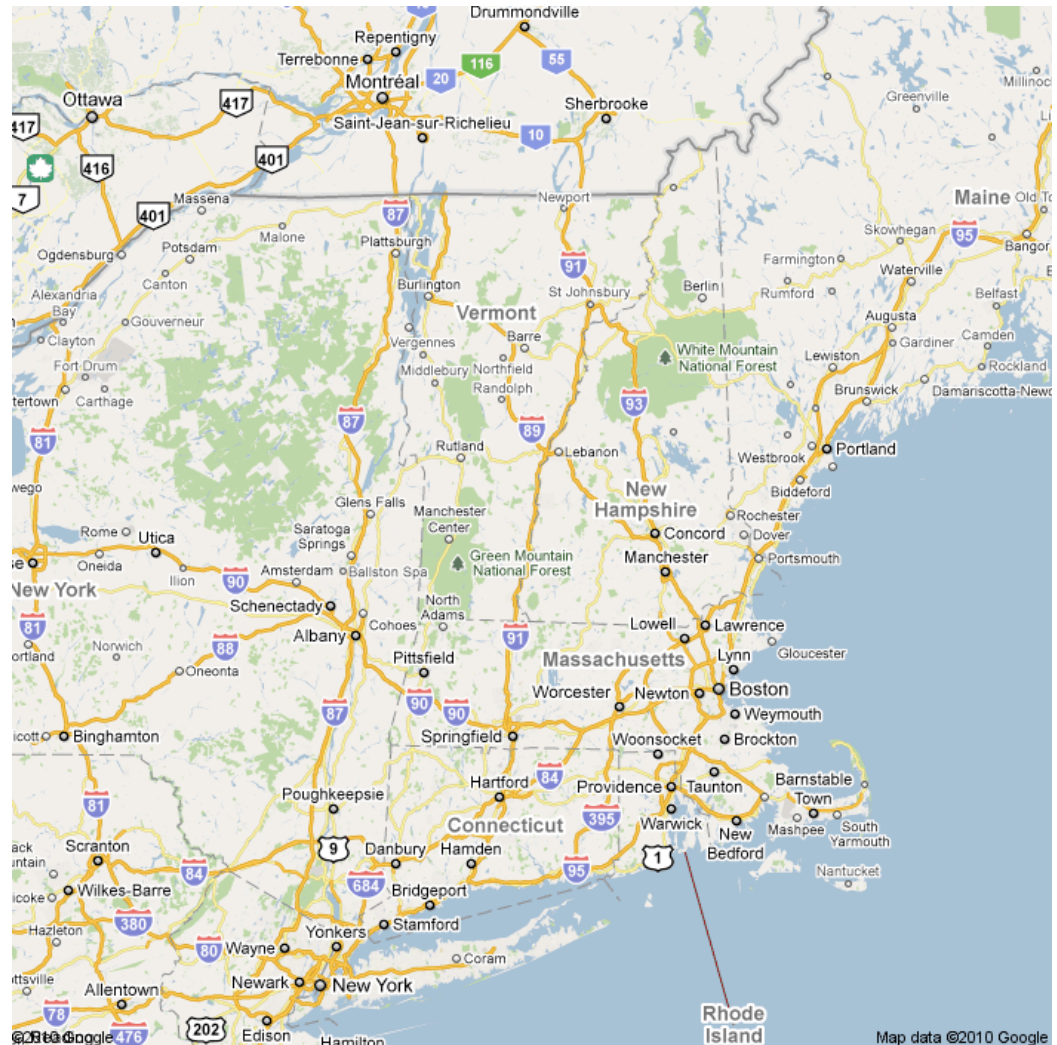 Drummondville
Repentigny
Terrebonne
116
55
20
Montréal
Ottawa
417
Sherbrooke
Greenville
417
Saint-Jean-sur-Richelieu
10
416
401
7
Massena
Newport
Maine
401
87
Malone
Skowhegan
95
Ogdensburg
Potsdam
Plattsburgh
Bangor
91
Farmington
Waterville
Canton
Burlington
St Johnsbury
Berlin
Rumford
Belfast
Alexandria
Bay
Gouverneur
Vermont
Augusta
Clayton
Vergennes
Barre
White Mountain
National Forest
Gardiner
Camden
Fort Drum
Northfield
Lewiston
Rockland
Carthage
Middlebury
Randolph
93
Brunswick
87
89
81
Rutland
Lebanon
Westbrook
Portland
Glens Falls
New
Hampshire
Biddeford
Manchester
Center
Rochester
Rome
Utica
Saratoga
Springs
Concord
Dover
Oneida
Ilion
Amsterdam
Ballston Spa
Green Mountain
National Forest
Manchester
Portsmouth
New York
90
Schenectady
North
Adams
81
88
Albany
Cohoes
91
Lowell
Lawrence
Norwich
Pittsfield
Massachusetts
Lynn
Gloucester
Oneonta
90
90
Worcester
Newton
Boston
87
Weymouth
Binghamton
Springfield
Woonsocket
Brockton
81
Hartford
84
Providence
Taunton
Barnstable
Town
Poughkeepsie
Connecticut
395
Warwick
New
Bedford
Mashpee
South
Yarmouth
Scranton
9
Danbury
Hamden
1
84
684
95
Nantucket
Wilkes-Barre
Bridgeport
380
Stamford
Hazleton
80
Wayne
Yonkers
Coram
Newark
New York
Allentown
78
202
Edison
Rhode
Island
476
Hamilton
Map data ©2010 Google